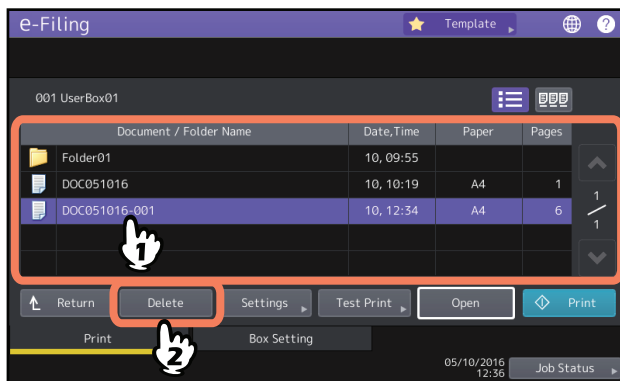 e-Filing
Template
?
001 UserBox01
Document / Folder Name Date,Time Paper Pages
Folder01 10, 09:55
DOC051016 10, 10:19 A4 1
DOC051016-001 10, 12:34 A4 6
1
1
1
Return Delete Settings Test Print Open Print
2
Print Box Setting
05/10/2016
12:36
Job Status